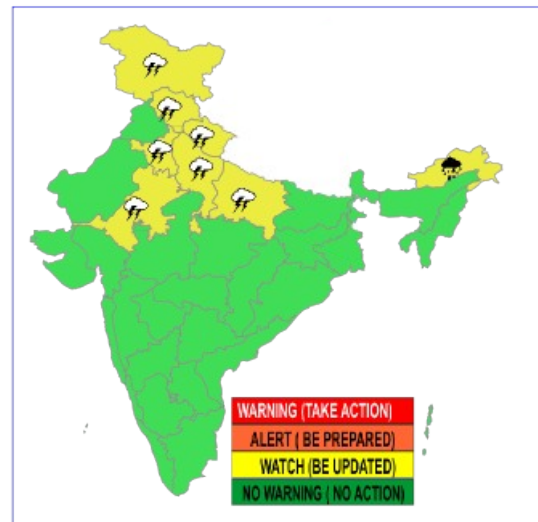 WARNING (TAKE ACTION)
ALERT ( BE PREPARED)
WATCH (BE UPDATED)
NO WARNING ( NO ACTION)